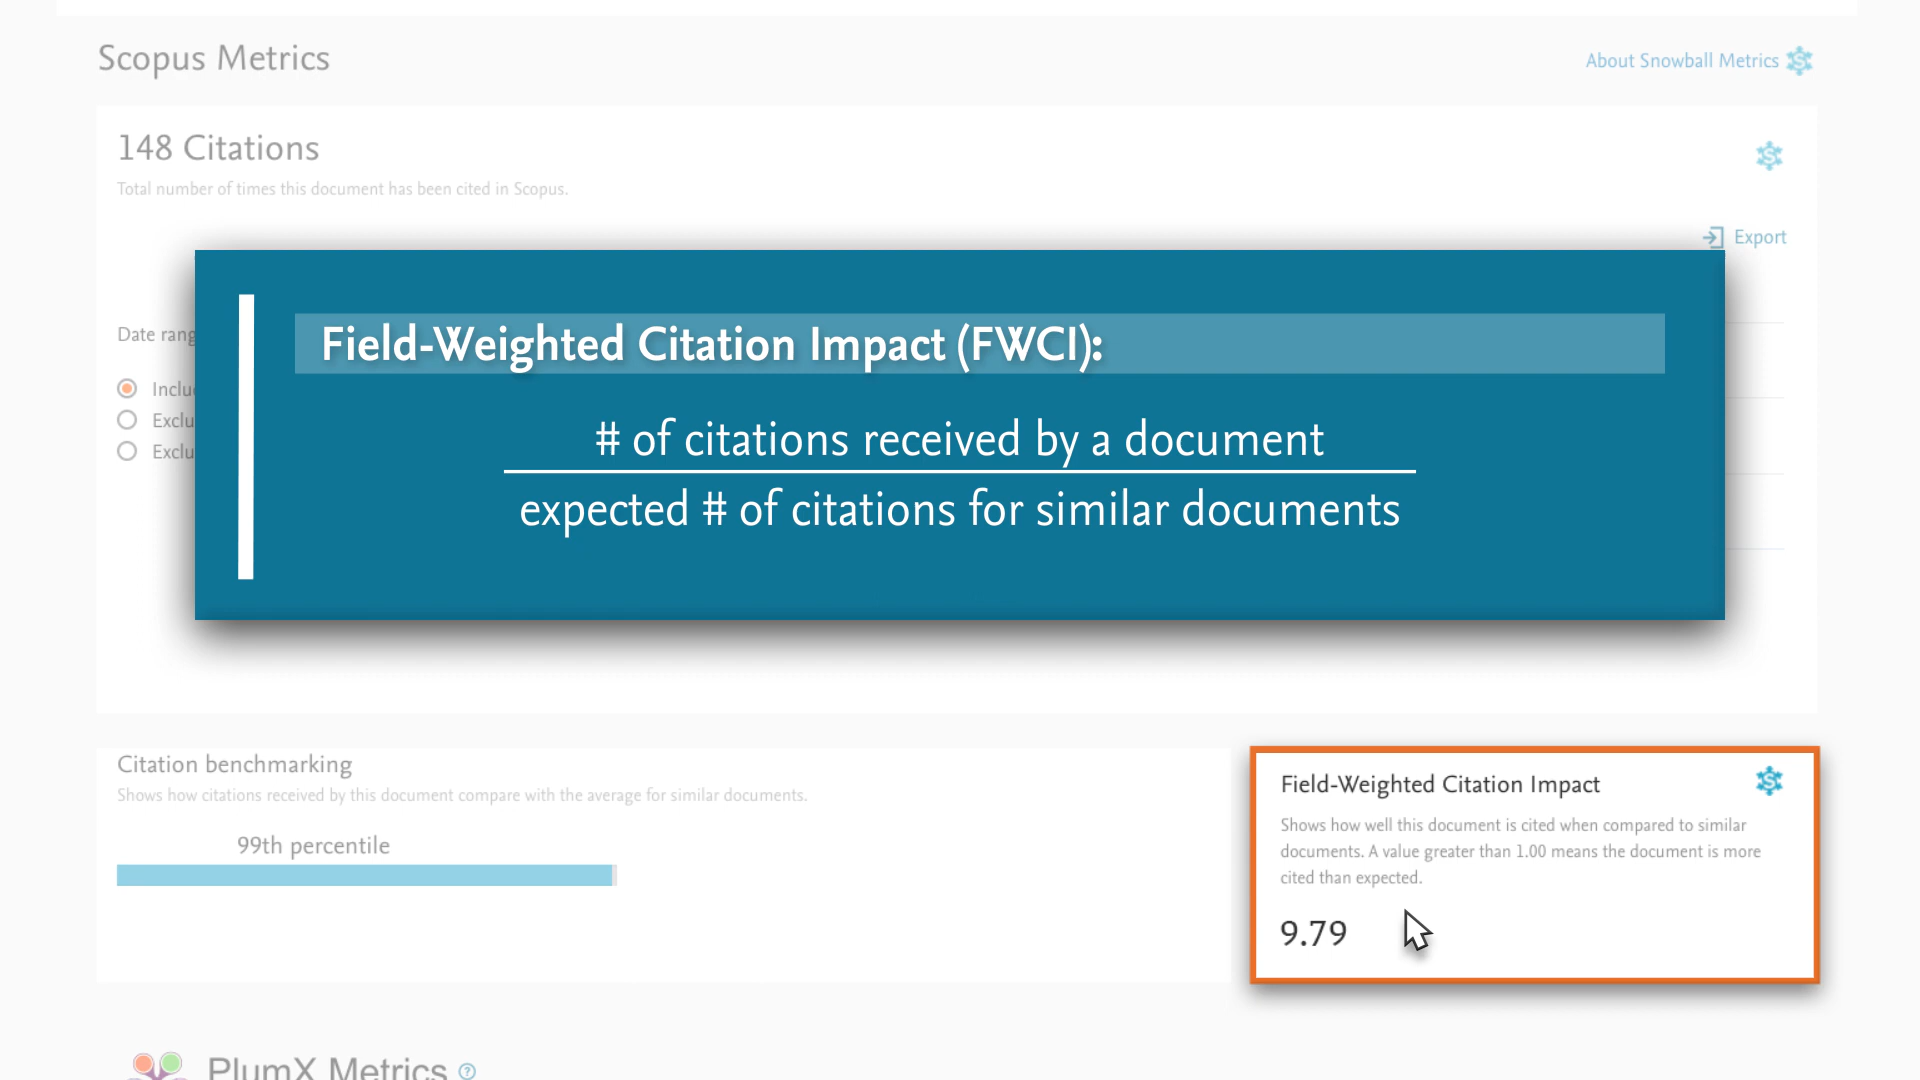 Scopus Metrics
About Snowball Metrics
148 Citations
Total number of times this document has been cited in Scopus.
Export
Date rang
Field-Weighted Citation Impact (FWCI):
Inclu
Exclu
Exclu
# of citations received by a document
expected # of citations for similar documents
Citation benchmarking
Shows how citations received by this document compare with the average for similar documents.
99th percentile
Field-Weighted Citation Impact
Shows how well this document is cited when compared to similar
documents. A value greater than 1.00 means the document is more
cited than expected.
9.79
PlumX Metrics ?